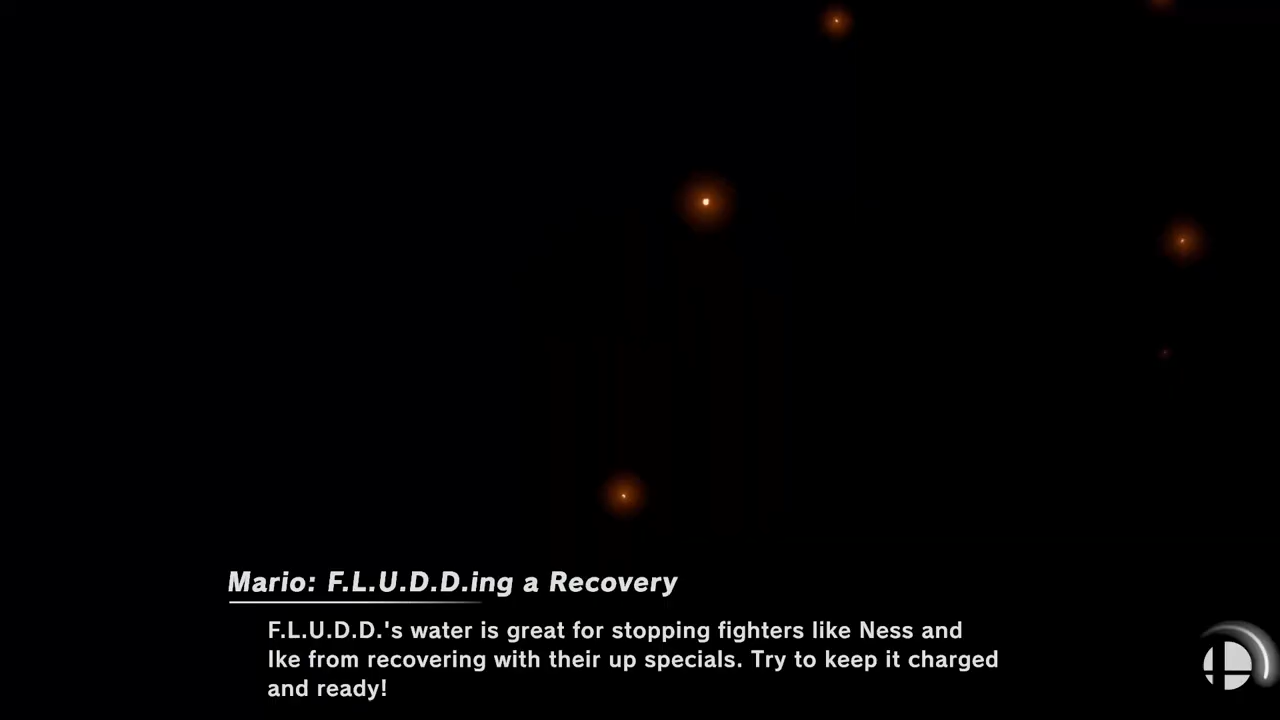 Mario: F.L.U.D.D.ing a Recovery
F.L.U.D.D.'s water is great for stopping fighters like Ness and
Ike from recovering with their up specials. Try to keep it charged
and ready!